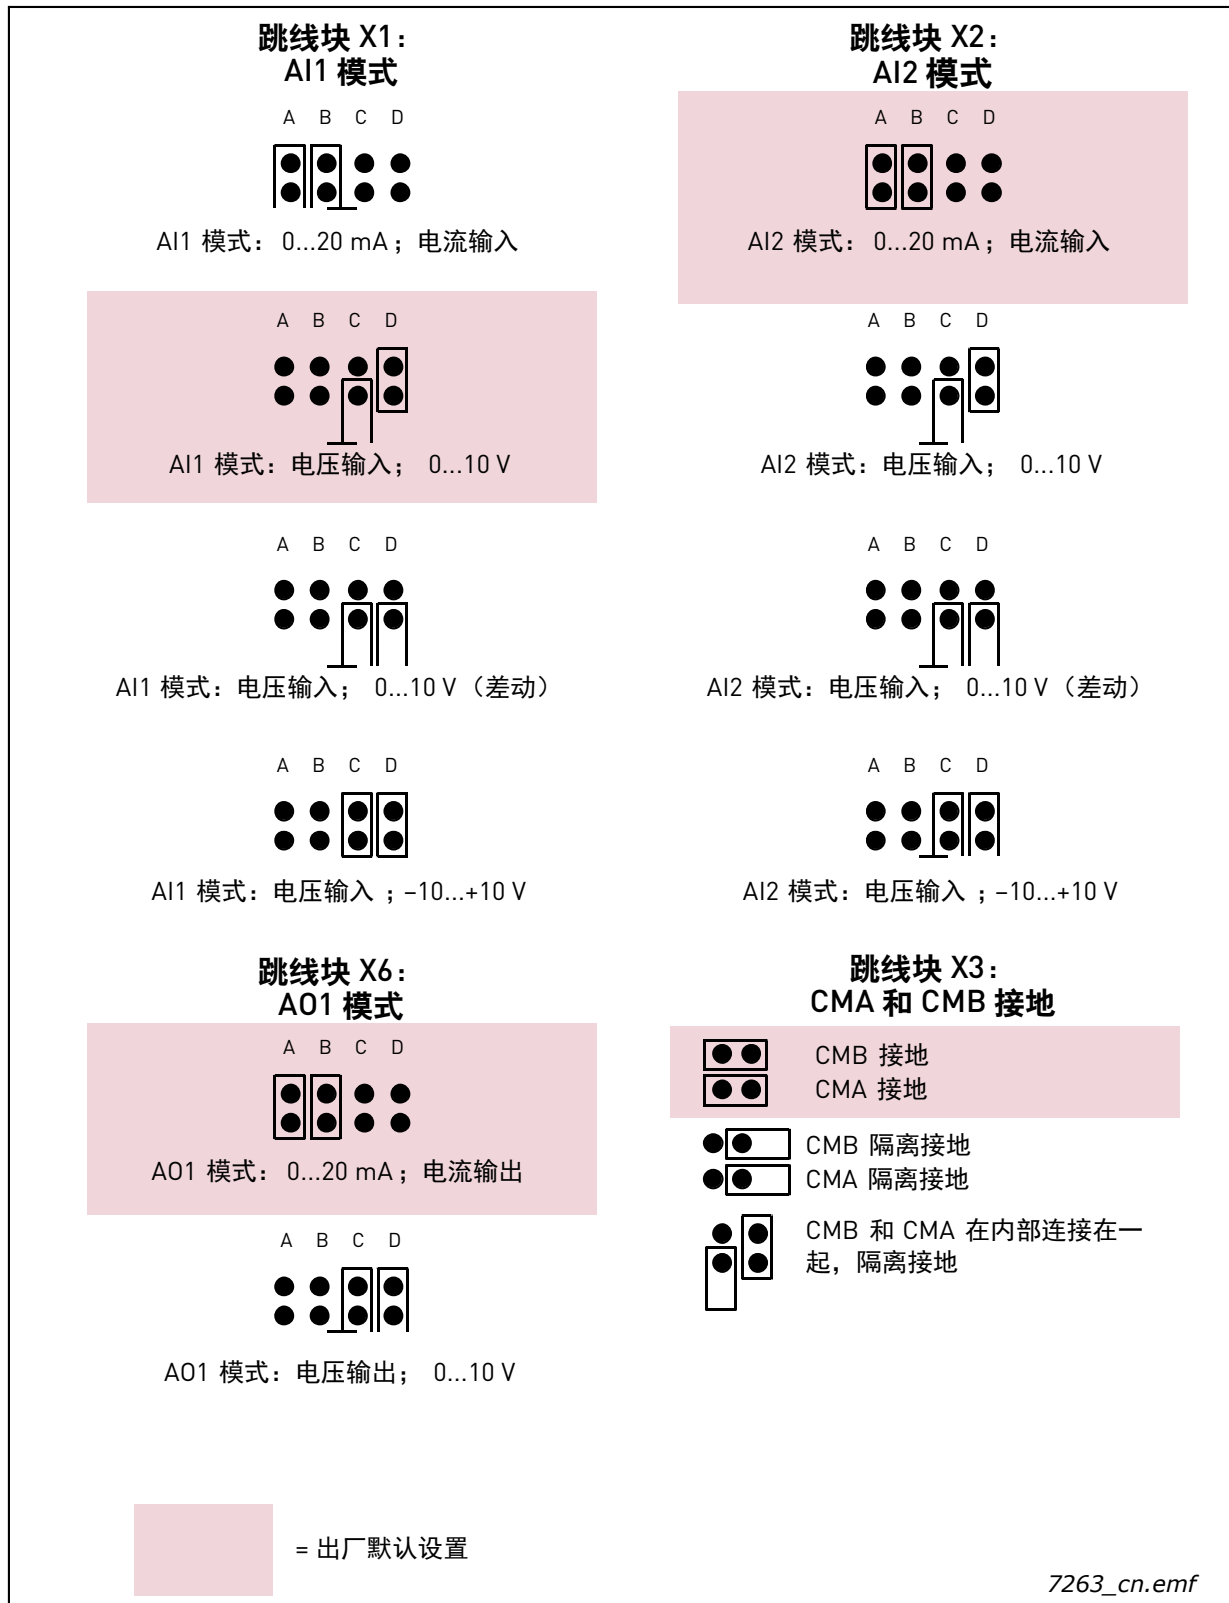 跳线块 X1：
AI1 模式
A B C D
AI1 模式： 0...20 mA；电流输入
A B C D
AI1 模式：电压输入； 0...10 V
A B C D
AI1 模式：电压输入； 0...10 V（差动）
A B C D
AI1 模式：电压输入 ；–10...+10 V
跳线块 X2：
AI2 模式
A B C D
AI2 模式： 0...20 mA；电流输入
A B C D
AI2 模式：电压输入； 0...10 V
A B C D
AI2 模式：电压输入； 0...10 V（差动）
A B C D
AI2 模式：电压输入 ；–10...+10 V
跳线块 X6：
AO1 模式
A B C D
AO1 模式： 0...20 mA；电流输出
A B C D
AO1 模式：电压输出； 0...10 V
跳线块 X3：
CMA 和 CMB 接地
CMB 接地
CMA 接地
CMB 隔离接地
CMA 隔离接地
CMB 和 CMA 在内部连接在一
起，隔离接地
= 出厂默认设置
7263_cn.emf